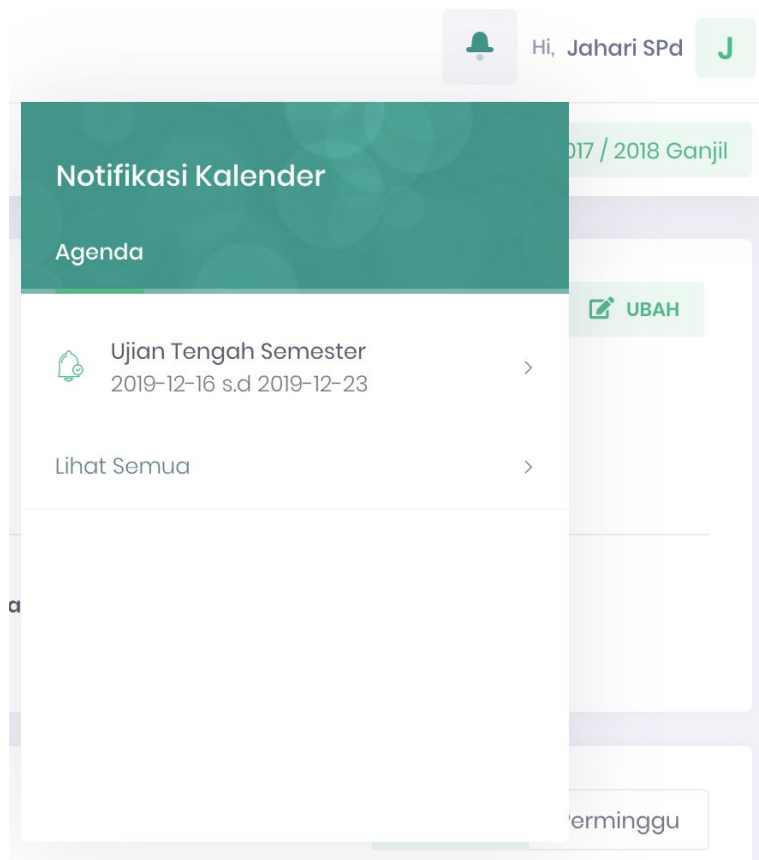 Hi, Jahari SPd J
017 / 2018 Ganjil
Notifikasi Kalender
Agenda
UBAH
Ujian Tengah Semester
2019-12-16 s.d 2019-12-23
Lihat Semua
a
erminggu